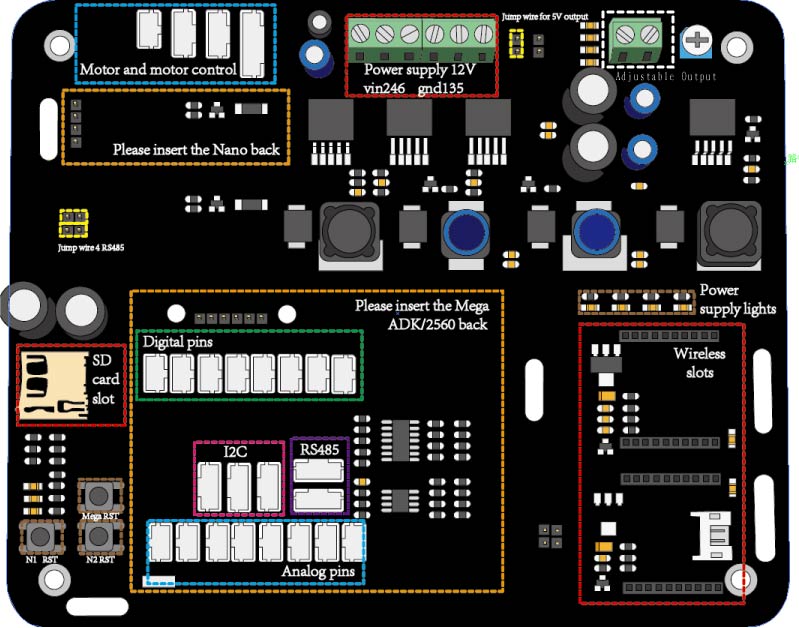 Jump wire for 5V output
Motor and motor control
Power supply 12V
vin246 gnd135
Adjustable Output
Please insert the Nano back
Jump wire 4 RS485
Please insert the Mega
ADK/2560 back
Power
supply lights
Digital pins
Wireless
slots
SD
card
slot
I2C
RS485
Mega RST
N1 RST
N2 RST
Analog pins